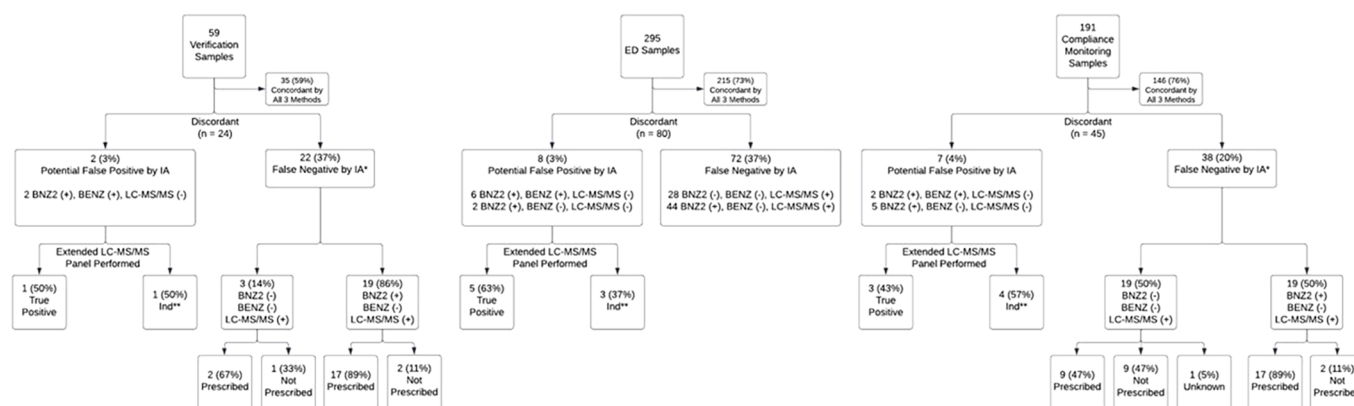 59
Verification
Samples
35 (59%)
Concordant by
All 3 Methods
Discordant
(n = 24)
2 (3%)
Potential False Positive by IA
2 BNZ2 (+), BENZ (+), LC-MS/MS (-)
22 (37%)
False Negative by IA*
Extended LC-MS/MS
Panel Performed
1 (50%)
True
Positive
1 (50%)
Ind**
3 (14%)
BNZ2 (-)
BENZ (-)
LC-MS/MS (+)
19 (86%)
BNZ2 (+)
BENZ (-)
LC-MS/MS (+)
2 (67%)
Prescribed
1 (33%)
Not
Prescribed
17 (89%)
Prescribed
2 (11%)
Not
Prescribed
295
ED Samples
215 (73%)
Concordant by
All 3 Methods
Discordant
(n = 80)
8 (3%)
Potential False Positive by IA
6 BNZ2 (+), BENZ (+), LC-MS/MS (-)
2 BNZ2 (+), BENZ (-), LC-MS/MS (-)
72 (37%)
False Negative by IA
28 BNZ2 (-), BENZ (-), LC-MS/MS (+)
44 BNZ2 (+), BENZ (-), LC-MS/MS (+)
Extended LC-MS/MS
Panel Performed
5 (63%)
True
Positive
3 (37%)
Ind**
191
Compliance
Monitoring
Samples
146 (76%)
Concordant by
All 3 Methods
Discordant
(n = 45)
7 (4%)
Potential False Positive by IA
2 BNZ2 (+), BENZ (+), LC-MS/MS (-)
5 BNZ2 (+), BENZ (-), LC-MS/MS (-)
38 (20%)
False Negative by IA*
Extended LC-MS/MS
Panel Performed
3 (43%)
True
Positive
4 (57%)
Ind**
19 (50%)
BNZ2 (-)
BENZ (-)
LC-MS/MS (+)
19 (50%)
BNZ2 (+)
BENZ (-)
LC-MS/MS (+)
9 (47%)
Prescribed
9 (47%)
Not
Prescribed
1 (5%)
Unknown
17 (89%)
Prescribed
2 (11%)
Not
Prescribe